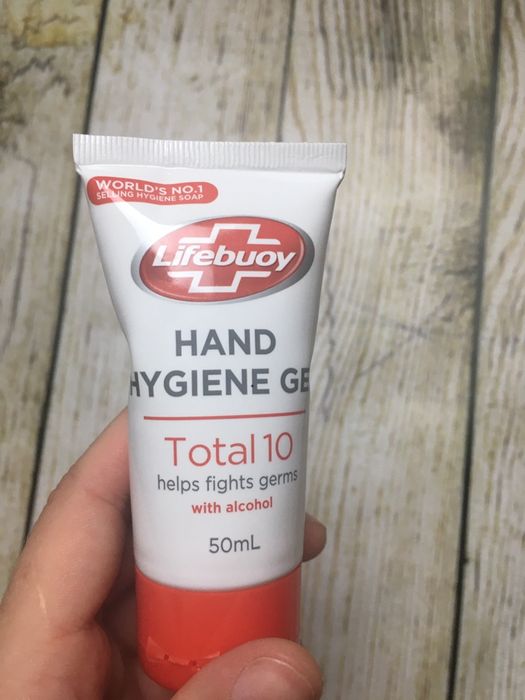 WORLD'S NO.1
SELLING HYGIENE SOAP
Lifebuoy
HAND
HYGIENE GE
Total 10
helps fights germs
with alcohol
50mL